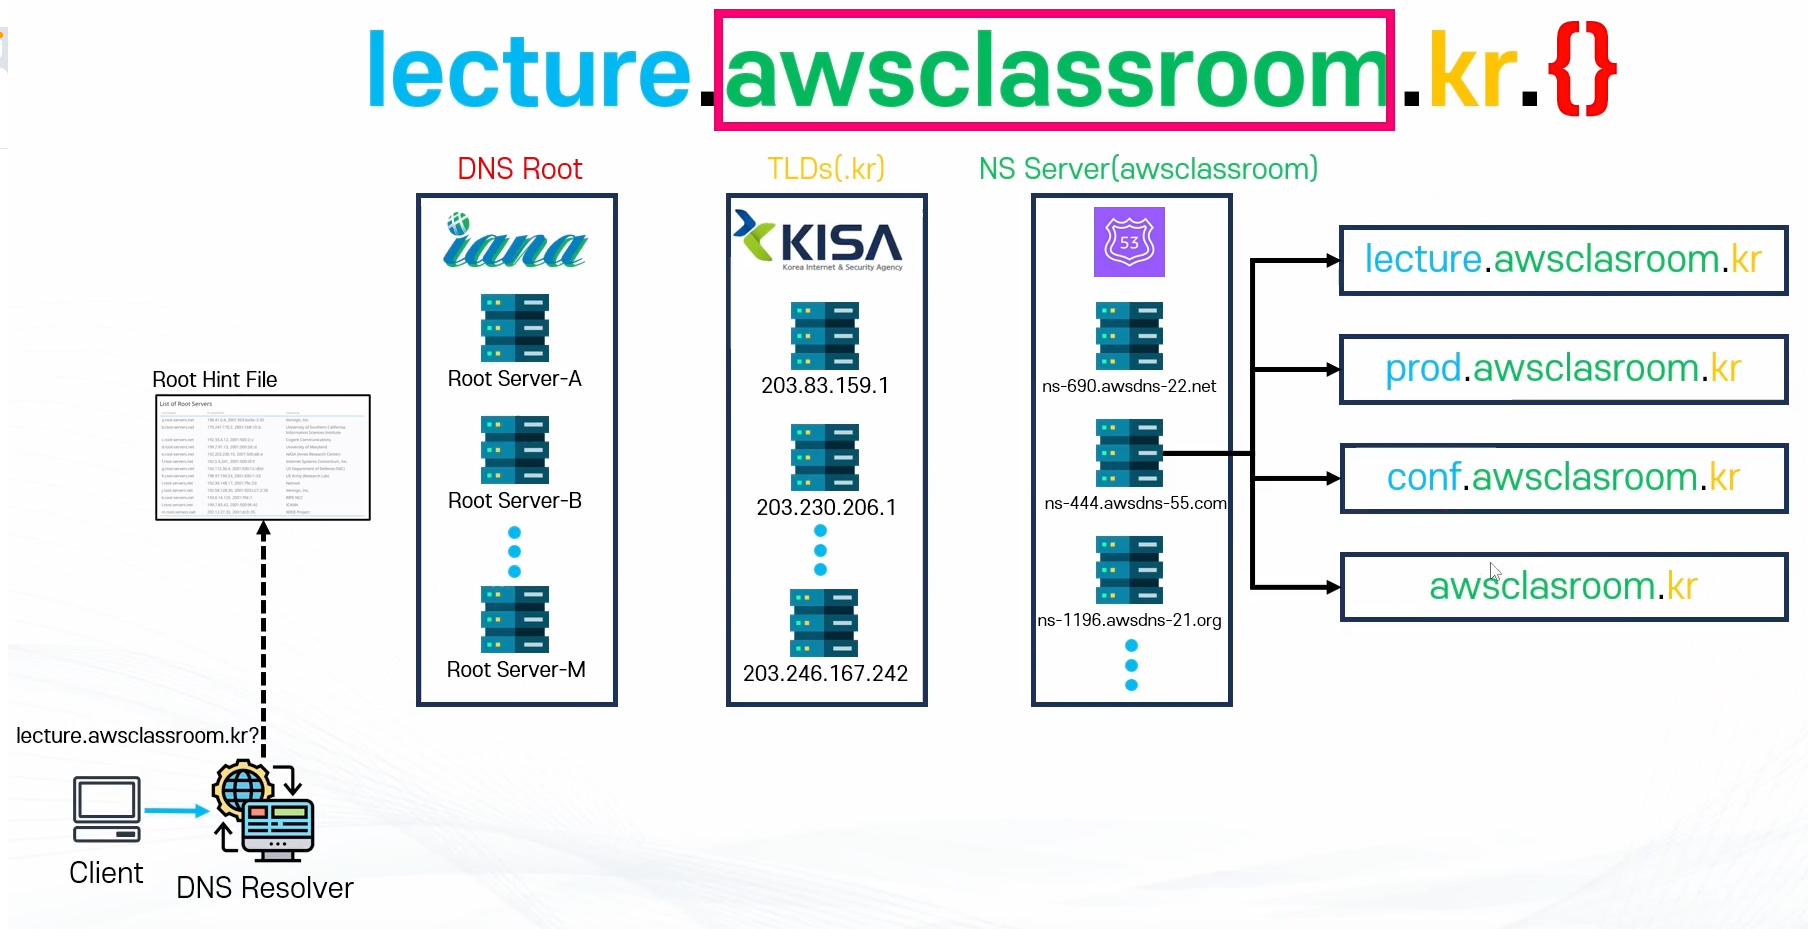 lecture.awsclassroom.kr.{}
DNS Root
TLDs(.kr)
NS Server(awsclassroom)
iana
KISA
Korea Internet & Security Agency
53
Root Server-A
Root Server-B
Root Server-M
203.83.159.1
203.230.206.1
203.246.167.242
ns-690.awsdns-22.net
ns-444.awsdns-55.com
ns-1196.awsdns-21.org
lecture.awsclasroom.kr
prod.awsclasroom.kr
conf.awsclasroom.kr
awsclasroom.kr
Root Hint File
List of Root Servers
lecture.awsclassroom.kr?
Client
DNS Resolver